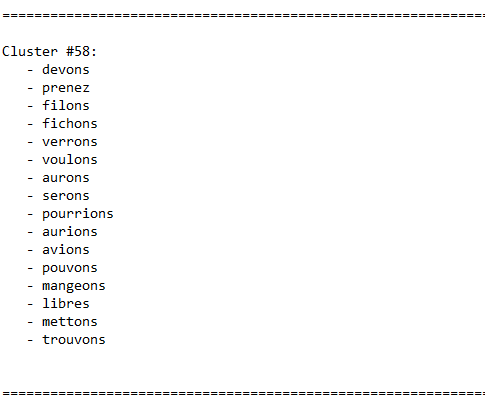 ================================================================
Cluster #58:
- devons
- prenez
- filons
- fichons
- verrons
- voulons
- aurons
- serons
- pourrions
- aurions
- avions
- pouvons
- mangeons
- libres
- mettons
- trouvons
================================================================